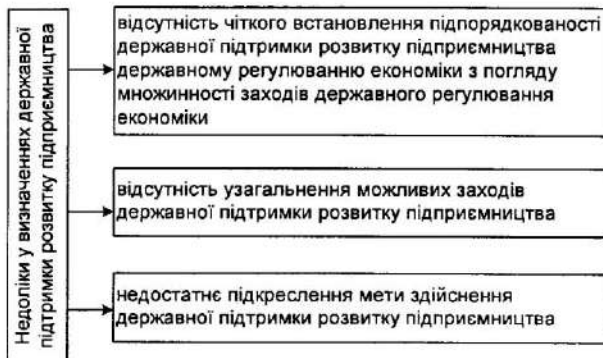 Недоліки у визначеннях державної
підтримки розвитку підприємництва
відсутність чіткого встановлення підпорядкованості
державної підтримки розвитку підприємництва
державному регулюванню економіки з погляду
множинності заходів державного регулювання
економіки
відсутність узагальнення можливих заходів
державної підтримки розвитку підприємництва
недостатнє підкреслення мети здійснення
державної підтримки розвитку підприємництва